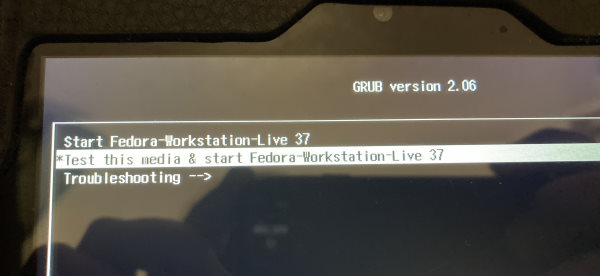 GRUB version 2.06
Start Fedora-Workstation-Live 37
*Test this media & start Fedora-Workstation-Live 37
Troubleshooting -->